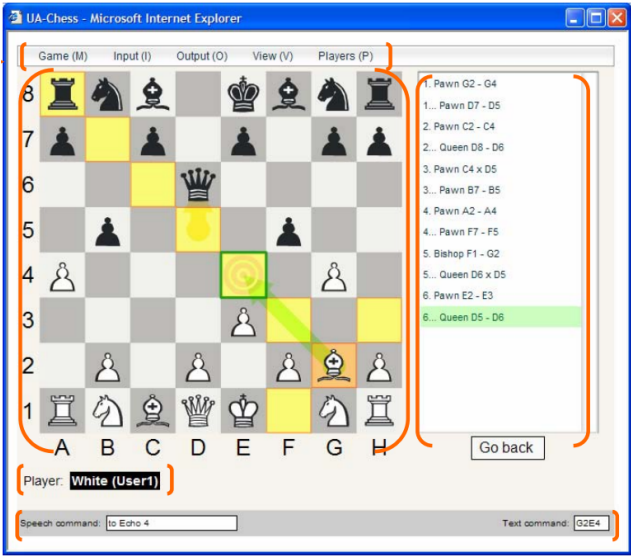 UA-Chess - Microsoft Internet Explorer
Game (M) Input (I) Output (O) View (V) Players (P)
8
7
6
5
4
3
2
1
A B C D E F G H
1. Pawn G2 - G4
1... Pawn D7 - D5
2. Pawn C2 - C4
2... Queen D8 - D6
3. Pawn C4 x D5
3... Pawn B7 - B5
4. Pawn A2 - A4
4... Pawn F7 - F5
5. Bishop F1 - G2
5... Queen D6 x D5
6. Pawn E2 - E3
6... Queen D5 - D6
Go back
Player: White (User1)
Speech command: to Echo 4
Text command: G2E4